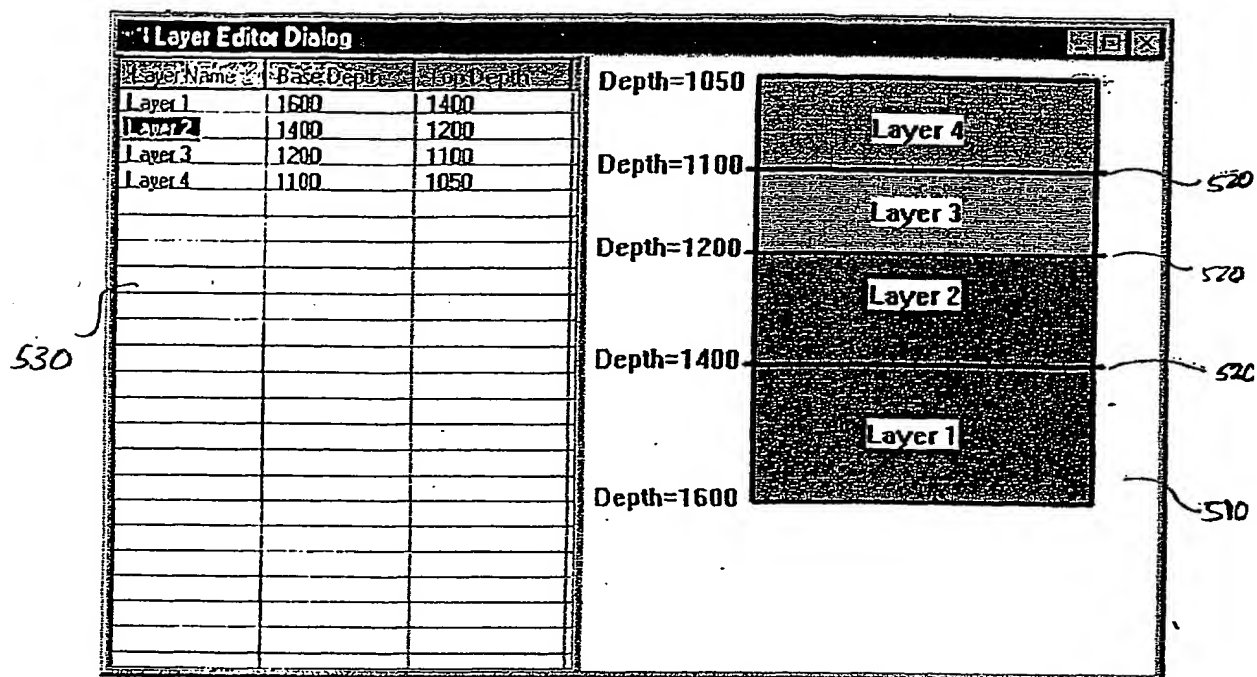 Layer Editor Dialog
Layer Name Base Depth Top Depth
Layer 1 1600 1400
Layer 2 1400 1200
Layer 3 1200 1100
Layer 4 1100 1050
530
Depth=1050
Layer 4
Depth=1100
520
Layer 3
Depth=1200
520
Layer 2
Depth=1400
520
Layer 1
Depth=1600
510